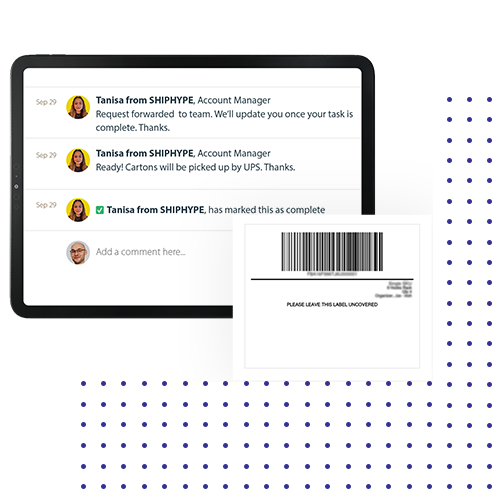 Sep 29
Tanisa from SHIPHYPE, Account Manager
Request forwarded to team. We'll update you once your task is
complete. Thanks.
Sep 29
Tanisa from SHIPHYPE, Account Manager
Ready! Cartons will be picked up by UPS. Thanks.
Sep 29
Tanisa from SHIPHYPE, has marked this as complete
Add a comment here...
PLEASE LEAVE THIS LABEL UNCOVERED